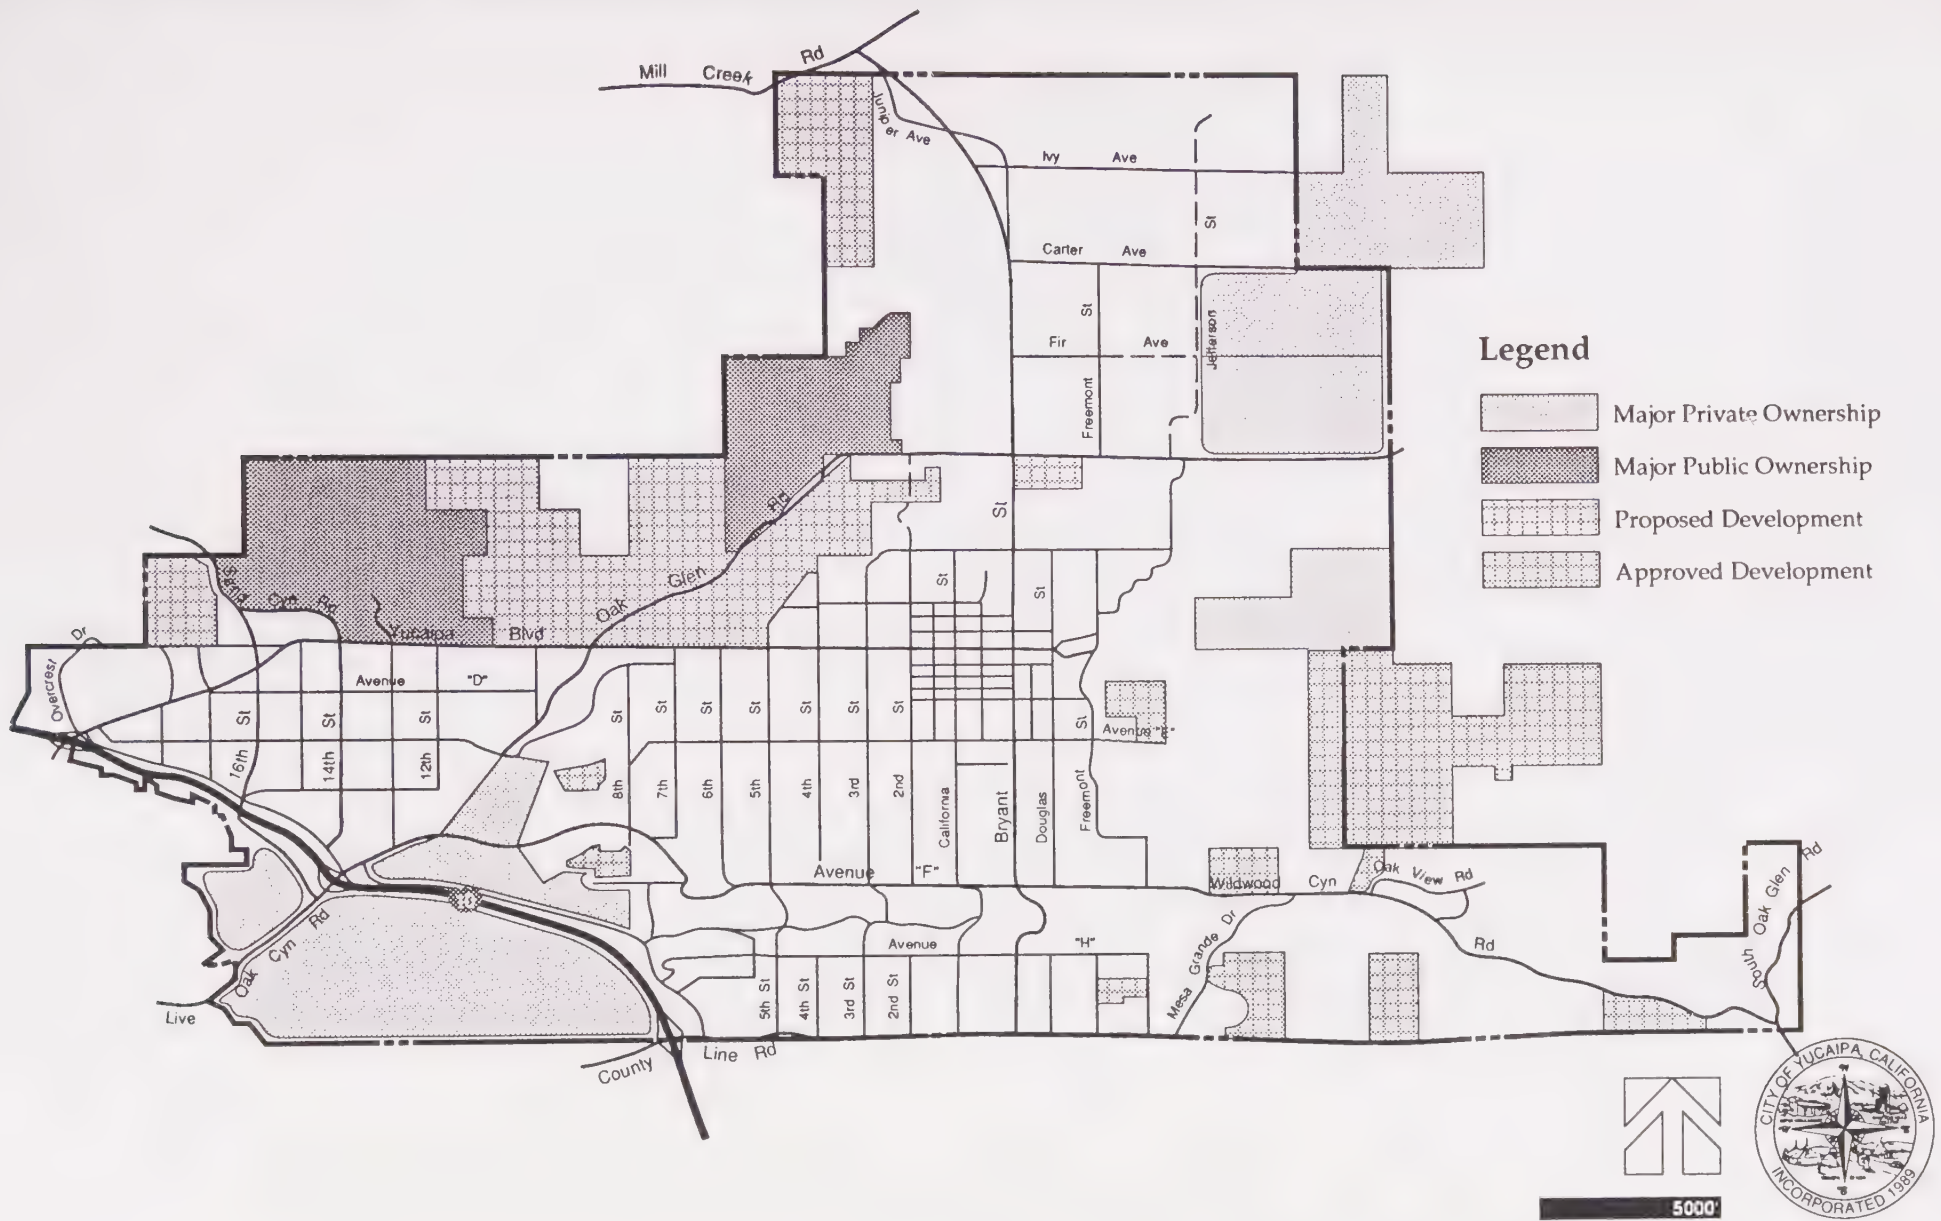 Mill Creek Rd
Juniper Ave
Ivy Ave
St
Carter Ave
St
Fir Ave
Jefferson
Freemont
Legend
Major Private Ownership
Major Public Ownership
Proposed Development
Approved Development
Rd
St
Sand Cyn Rd
Glen
Oak
St
St
Dr
Yucaipa Blvd
Overcrest
Avenue "D"
St
St
St
St
St
St
St
St
St
St
St
Avenue "E"
16th
14th
12th
8th
7th
6th
5th
4th
3rd
2nd
California
Bryant
Douglas
Freemont
Avenue "F"
Wildwood Cyn
Oak View Rd
Rd
South Oak Glen Rd
Live Oak Cyn Rd
Avenue "H"
Mesa Grande Dr
5th St
4th St
3rd St
2nd St
County Line Rd
CITY OF YUCAIPA, CALIFORNIA
INCORPORATED 1989
5000'